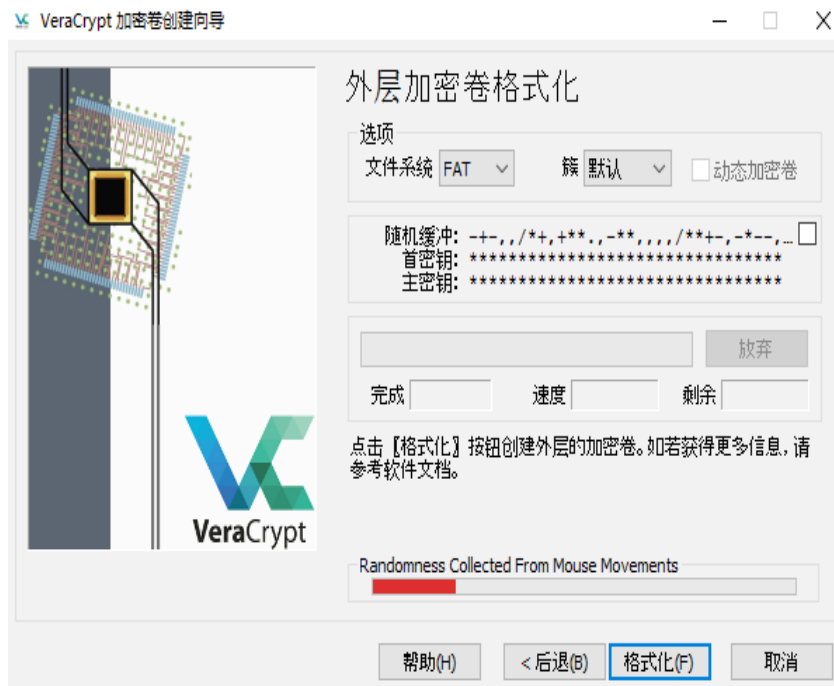 VeraCrypt 加密卷创建向导
外层加密卷格式化
选项
文件系统 FAT 簇 默认 动态加密卷
随机缓冲: -+-,,/*+,+**.,-**,,,,/**+-,-*--,...
首密钥: ********************************
主密钥: ********************************
放弃
完成 速度 剩余
点击【格式化】按钮创建外层的加密卷。如若获得更多信息,请
参考软件文档。
VeraCrypt
Randomness Collected From Mouse Movements
帮助(H) < 后退(B) 格式化(F) 取消